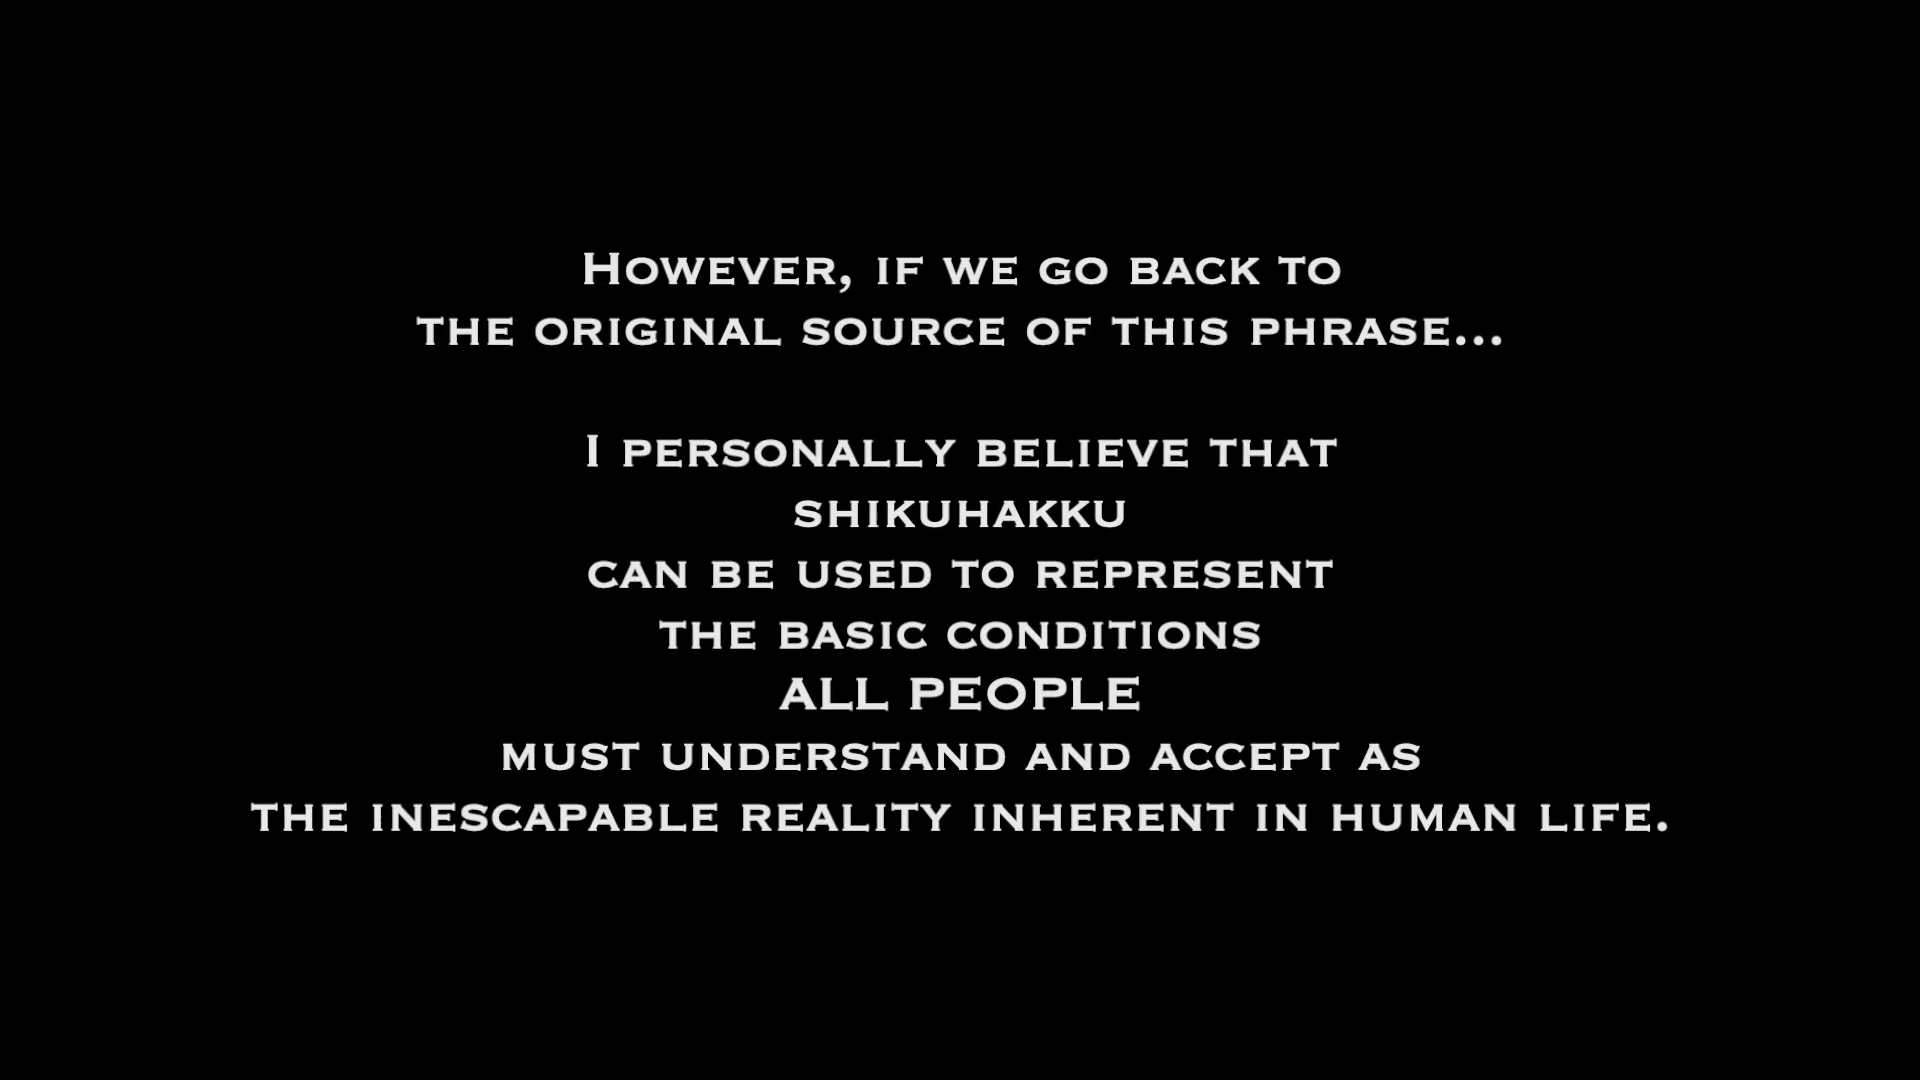 However, if we go back to
the original source of this phrase...
I personally believe that
shikuhakku
can be used to represent
the basic conditions
ALL PEOPLE
must understand and accept as
the inescapable reality inherent in human life.